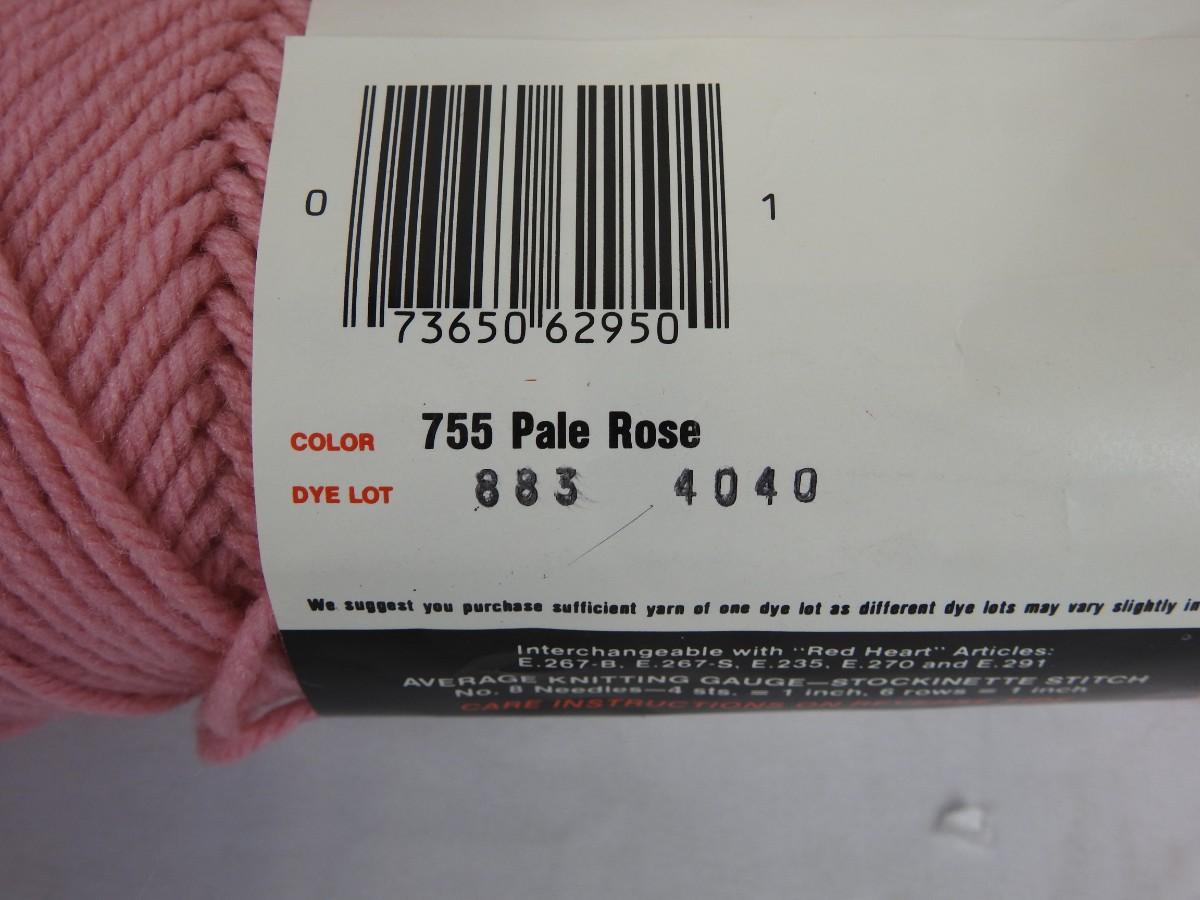 0 1
73650 62950
COLOR 755 Pale Rose
DYE LOT 883 4040
We suggest you purchase sufficient yarn of one dye lot as different dye lots may vary slightly in
Interchangeable with "Red Heart" Articles:
E.267-B, E.267-S, E.235, E.270 and E.291
AVERAGE KNITTING GAUGE—STOCKINETTE STITCH
No. 8 Needles—4 sts. = 1 inch, 6 rows = 1 inch
CARE INSTRUCTIONS ON